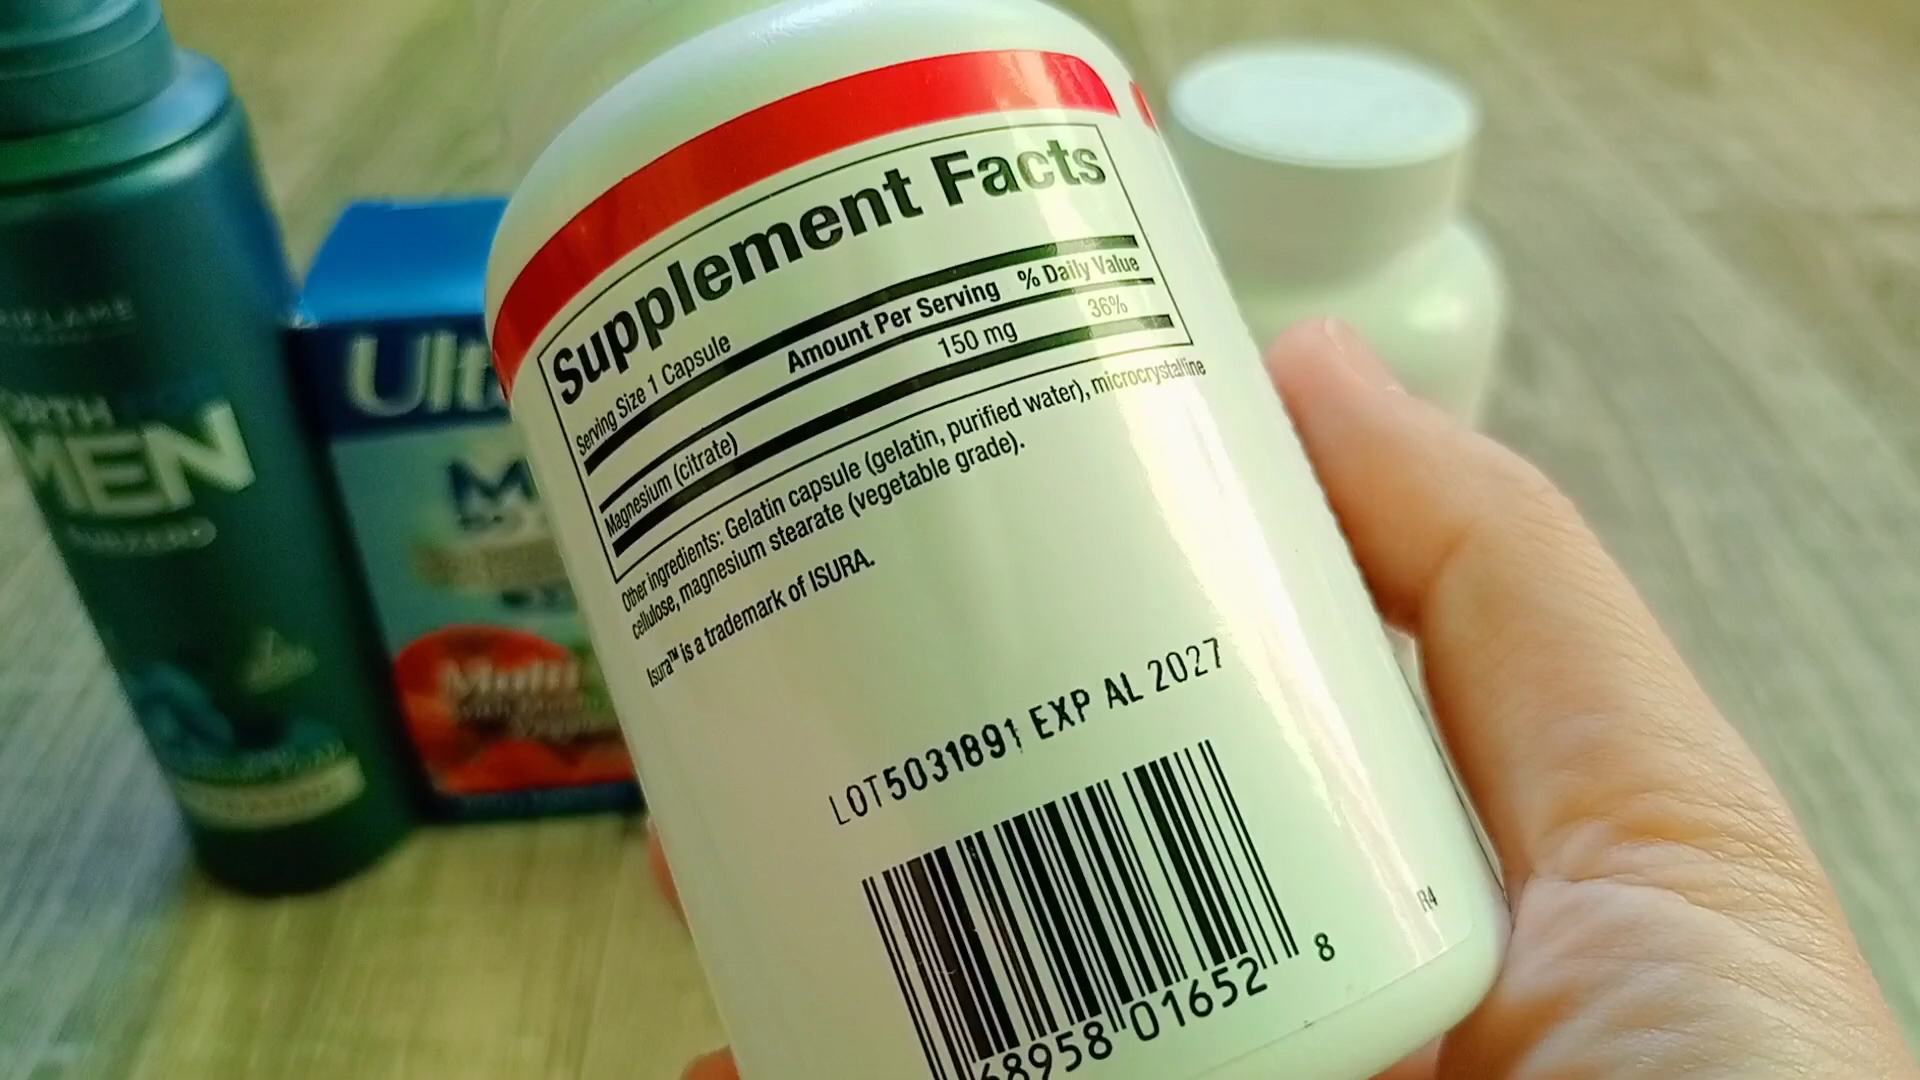 Supplement Facts
Serving Size 1 Capsule
Amount Per Serving % Daily Value
Magnesium (citrate) 150 mg 36%
Other ingredients: Gelatin capsule (gelatin, purified water), microcrystalline
cellulose, magnesium stearate (vegetable grade).
Isura™ is a trademark of ISURA.
LOT5031891 EXP AL 2027
68958 01652 8
R4
Ult
M
Multi
MEN